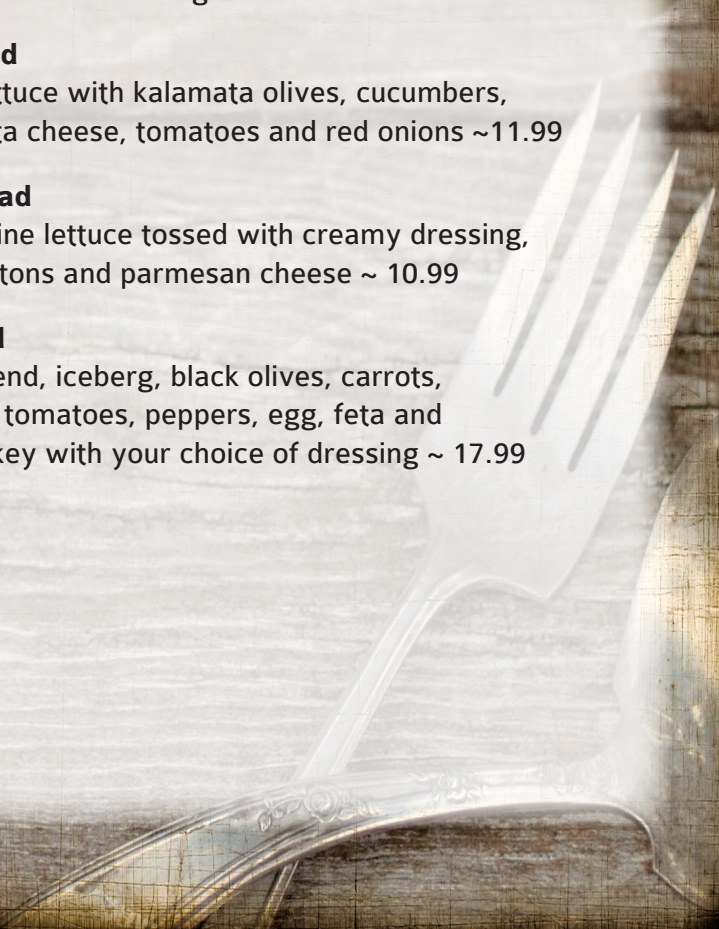 d
ttuce with kalamata olives, cucumbers,
ta cheese, tomatoes and red onions ~11.99
ad
ine lettuce tossed with creamy dressing,
tons and parmesan cheese ~ 10.99
d
end, iceberg, black olives, carrots,
tomatoes, peppers, egg, feta and
key with your choice of dressing ~ 17.99